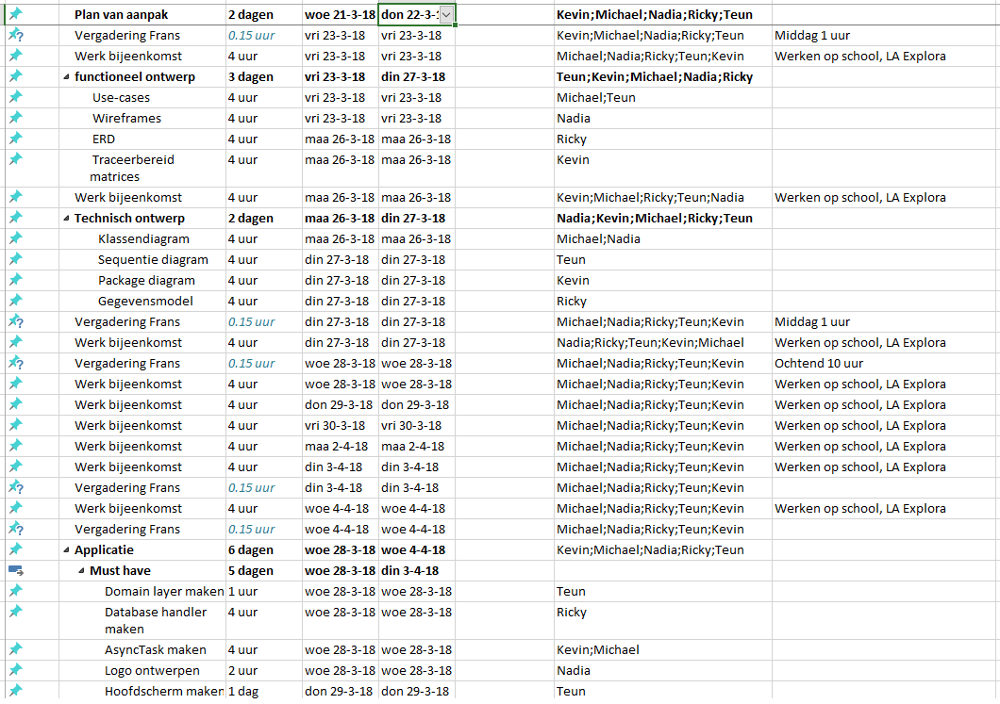 Plan van aanpak 2 dagen woe 21-3-18 don 22-3- Kevin;Michael;Nadia;Ricky;Teun
Vergadering Frans 0.15 uur vri 23-3-18 vri 23-3-18 Kevin;Michael;Nadia;Ricky;Teun Middag 1 uur
Werk bijeenkomst 4 uur vri 23-3-18 vri 23-3-18 Michael;Nadia;Ricky;Teun;Kevin Werken op school, LA Explora
functioneel ontwerp 3 dagen vri 23-3-18 din 27-3-18 Teun;Kevin;Michael;Nadia;Ricky
Use-cases 4 uur vri 23-3-18 vri 23-3-18 Michael;Teun
Wireframes 4 uur vri 23-3-18 vri 23-3-18 Nadia
ERD 4 uur maa 26-3-18 maa 26-3-18 Ricky
Traceerbereid 4 uur maa 26-3-18 maa 26-3-18 Kevin
matrices
Werk bijeenkomst 4 uur maa 26-3-18 maa 26-3-18 Kevin;Michael;Ricky;Teun;Nadia Werken op school, LA Explora
Technisch ontwerp 2 dagen maa 26-3-18 din 27-3-18 Nadia;Kevin;Michael;Ricky;Teun
Klassendiagram 4 uur maa 26-3-18 maa 26-3-18 Michael;Nadia
Sequentie diagram 4 uur din 27-3-18 din 27-3-18 Teun
Package diagram 4 uur din 27-3-18 din 27-3-18 Kevin
Gegevensmodel 4 uur din 27-3-18 din 27-3-18 Ricky
Vergadering Frans 0.15 uur din 27-3-18 din 27-3-18 Michael;Nadia;Ricky;Teun;Kevin Middag 1 uur
Werk bijeenkomst 4 uur din 27-3-18 din 27-3-18 Nadia;Ricky;Teun;Kevin;Michael Werken op school, LA Explora
Vergadering Frans 0.15 uur woe 28-3-18 woe 28-3-18 Michael;Nadia;Ricky;Teun;Kevin Ochtend 10 uur
Werk bijeenkomst 4 uur woe 28-3-18 woe 28-3-18 Michael;Nadia;Ricky;Teun;Kevin Werken op school, LA Explora
Werk bijeenkomst 4 uur don 29-3-18 don 29-3-18 Michael;Nadia;Ricky;Teun;Kevin Werken op school, LA Explora
Werk bijeenkomst 4 uur vri 30-3-18 vri 30-3-18 Michael;Nadia;Ricky;Teun;Kevin Werken op school, LA Explora
Werk bijeenkomst 4 uur maa 2-4-18 maa 2-4-18 Michael;Nadia;Ricky;Teun;Kevin Werken op school, LA Explora
Werk bijeenkomst 4 uur din 3-4-18 din 3-4-18 Michael;Nadia;Ricky;Teun;Kevin Werken op school, LA Explora
Vergadering Frans 0.15 uur din 3-4-18 din 3-4-18 Michael;Nadia;Ricky;Teun;Kevin
Werk bijeenkomst 4 uur woe 4-4-18 woe 4-4-18 Michael;Nadia;Ricky;Teun;Kevin Werken op school, LA Explora
Vergadering Frans 0.15 uur woe 4-4-18 woe 4-4-18 Michael;Nadia;Ricky;Teun;Kevin
Applicatie 6 dagen woe 28-3-18 woe 4-4-18 Kevin;Michael;Nadia;Ricky;Teun
Must have 5 dagen woe 28-3-18 din 3-4-18
Domain layer maken 1 uur woe 28-3-18 woe 28-3-18 Teun
Database handler 4 uur woe 28-3-18 woe 28-3-18 Ricky
maken
AsyncTask maken 4 uur woe 28-3-18 woe 28-3-18 Kevin;Michael
Logo ontwerpen 2 uur woe 28-3-18 woe 28-3-18 Nadia
Hoofdscherm maken 1 dag don 29-3-18 don 29-3-18 Teun